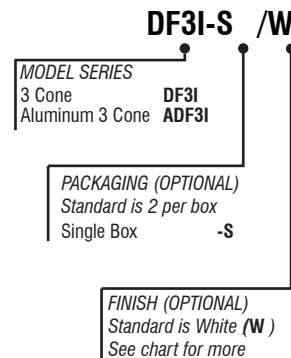 DF3I-S /W
MODEL SERIES
3 Cone DF3I
Aluminum 3 Cone ADF3I
PACKAGING (OPTIONAL)
Standard is 2 per box
Single Box -S
FINISH (OPTIONAL)
Standard is White (W )
See chart for more